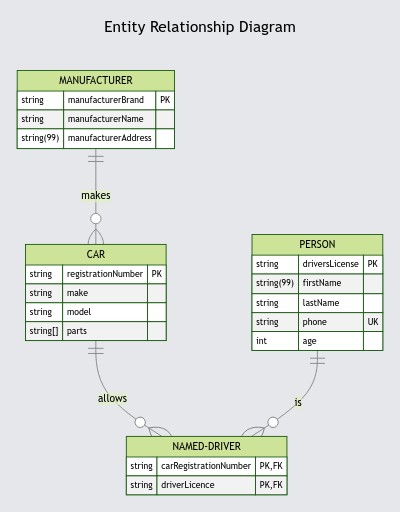 Entity Relationship Diagram
MANUFACTURER
string manufacturerBrand PK
string manufacturerName
string(99) manufacturerAddress
makes
CAR
string registrationNumber PK
string make
string model
string[] parts
PERSON
string driversLicense PK
string(99) firstName
string lastName
string phone UK
int age
allows
is
NAMED-DRIVER
string carRegistrationNumber PK,FK
string driverLicence PK,FK